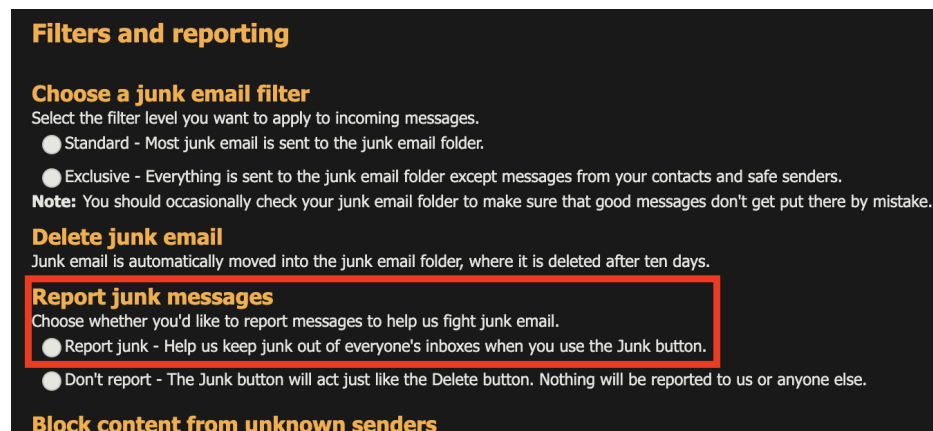 Filters and reporting
Choose a junk email filter
Select the filter level you want to apply to incoming messages.
Standard - Most junk email is sent to the junk email folder.
Exclusive - Everything is sent to the junk email folder except messages from your contacts and safe senders.
Note: You should occasionally check your junk email folder to make sure that good messages don't get put there by mistake.
Delete junk email
Junk email is automatically moved into the junk email folder, where it is deleted after ten days.
Report junk messages
Choose whether you'd like to report messages to help us fight junk email.
Report junk - Help us keep junk out of everyone's inboxes when you use the Junk button.
Don't report - The Junk button will act just like the Delete button. Nothing will be reported to us or anyone else.
Block content from unknown senders